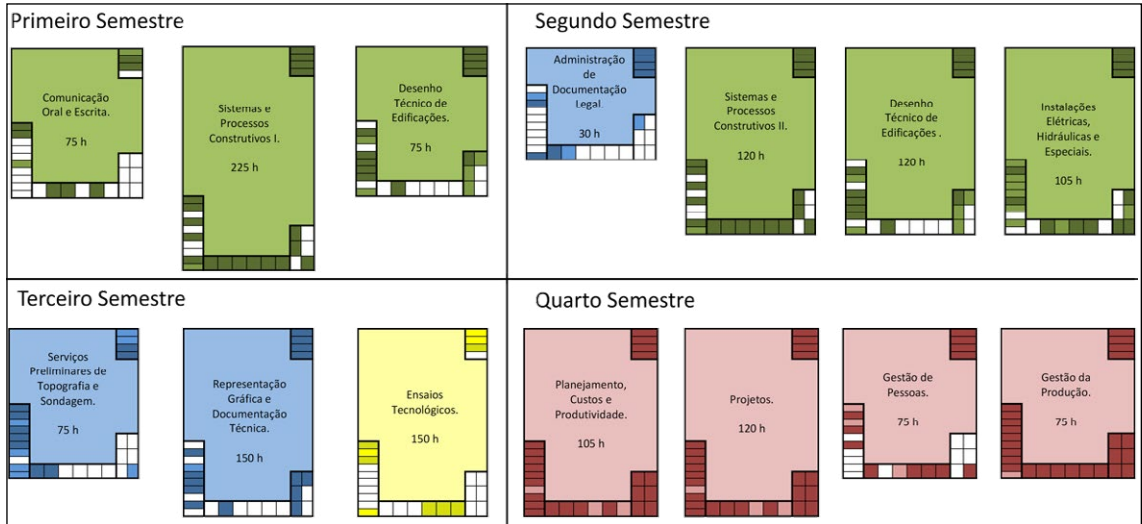 Primeiro Semestre
Comunicação
Oral e Escrita.
75 h
Sistemas e
Processos
Construtivos I.
225 h
Desenho
Técnico de
Edificações.
75 h
Segundo Semestre
Administração
de
Documentação
Legal.
30 h
Sistemas e
Processos
Construtivos II.
120 h
Desenho
Técnico de
Edificações .
120 h
Instalações
Elétricas,
Hidráulicas e
Especiais.
105 h
Terceiro Semestre
Serviços
Preliminares de
Topografia e
Sondagem.
75 h
Representação
Gráfica e
Documentação
Técnica.
150 h
Ensaios
Tecnológicos.
150 h
Quarto Semestre
Planejamento,
Custos e
Produtividade.
105 h
Projetos.
120 h
Gestão de
Pessoas.
75 h
Gestão da
Produção.
75 h